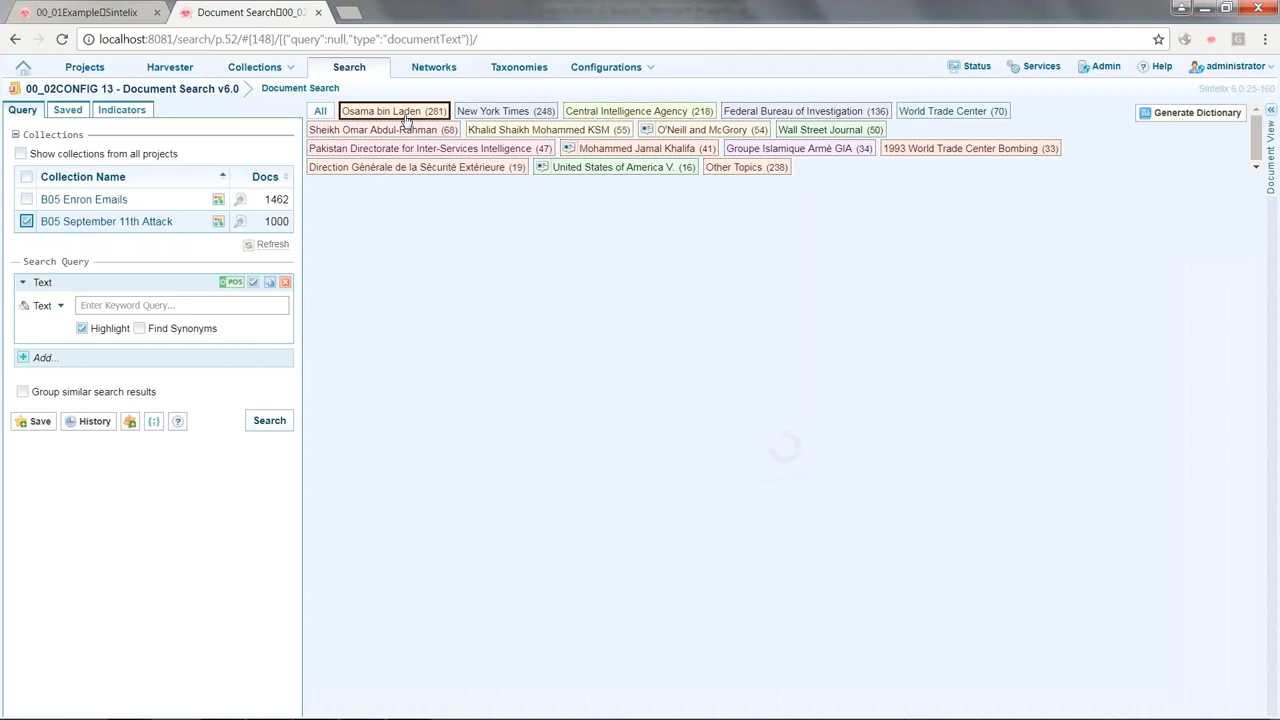 00_01Example Sintelix
Document Search 00_0
localhost:8081/search/p.52/#[148]/[{"query":null,"type":"documentText"}]/
Projects Harvester Collections Search Networks Taxonomies Configurations Status Services Admin Help administrator
00_02CONFIG 13 - Document Search v6.0 Document Search Sintelix 6.0.25-160
Query Saved Indicators
All Osama bin Laden (281) New York Times (248) Central Intelligence Agency (218) Federal Bureau of Investigation (136) World Trade Center (70)
Sheikh Omar Abdul-Rahman (68) Khalid Shaikh Mohammed KSM (55) O'Neill and McGrory (54) Wall Street Journal (50)
Pakistan Directorate for Inter-Services Intelligence (47) Mohammed Jamal Khalifa (41) Groupe Islamique Armé GIA (34) 1993 World Trade Center Bombing (33)
Direction Générale de la Sécurité Extérieure (19) United States of America V. (16) Other Topics (238)
Generate Dictionary
Document View
Collections
Show collections from all projects
Collection Name Docs
B05 Enron Emails 1462
B05 September 11th Attack 1000
Refresh
Search Query
Text POS
Text Enter Keyword Query...
Highlight Find Synonyms
Add...
Group similar search results
Save History {;} ? Search